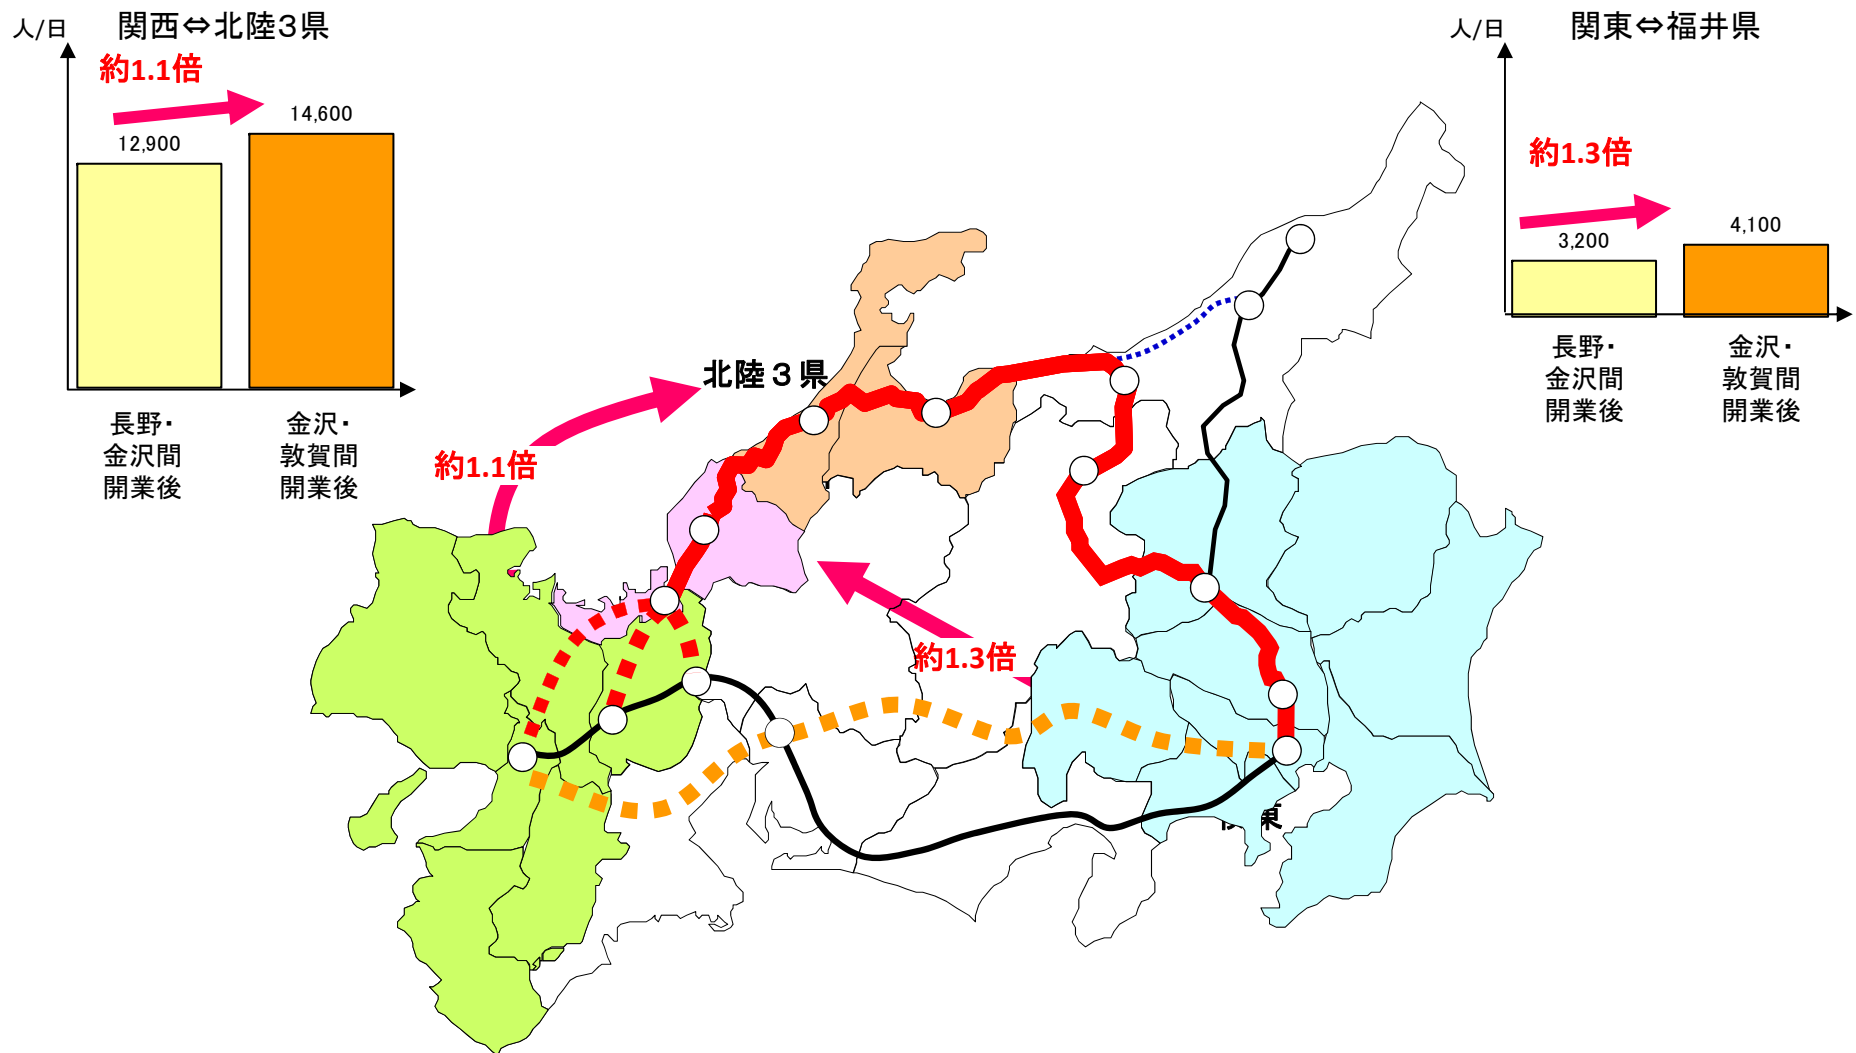 人/日
関西⇔北陸3県
約1.1倍
12,900
14,600
長野・
金沢間
開業後
金沢・
敦賀間
開業後
人/日
関東⇔福井県
約1.3倍
3,200
4,100
長野・
金沢間
開業後
金沢・
敦賀間
開業後
北陸３県
約1.1倍
約1.3倍
東